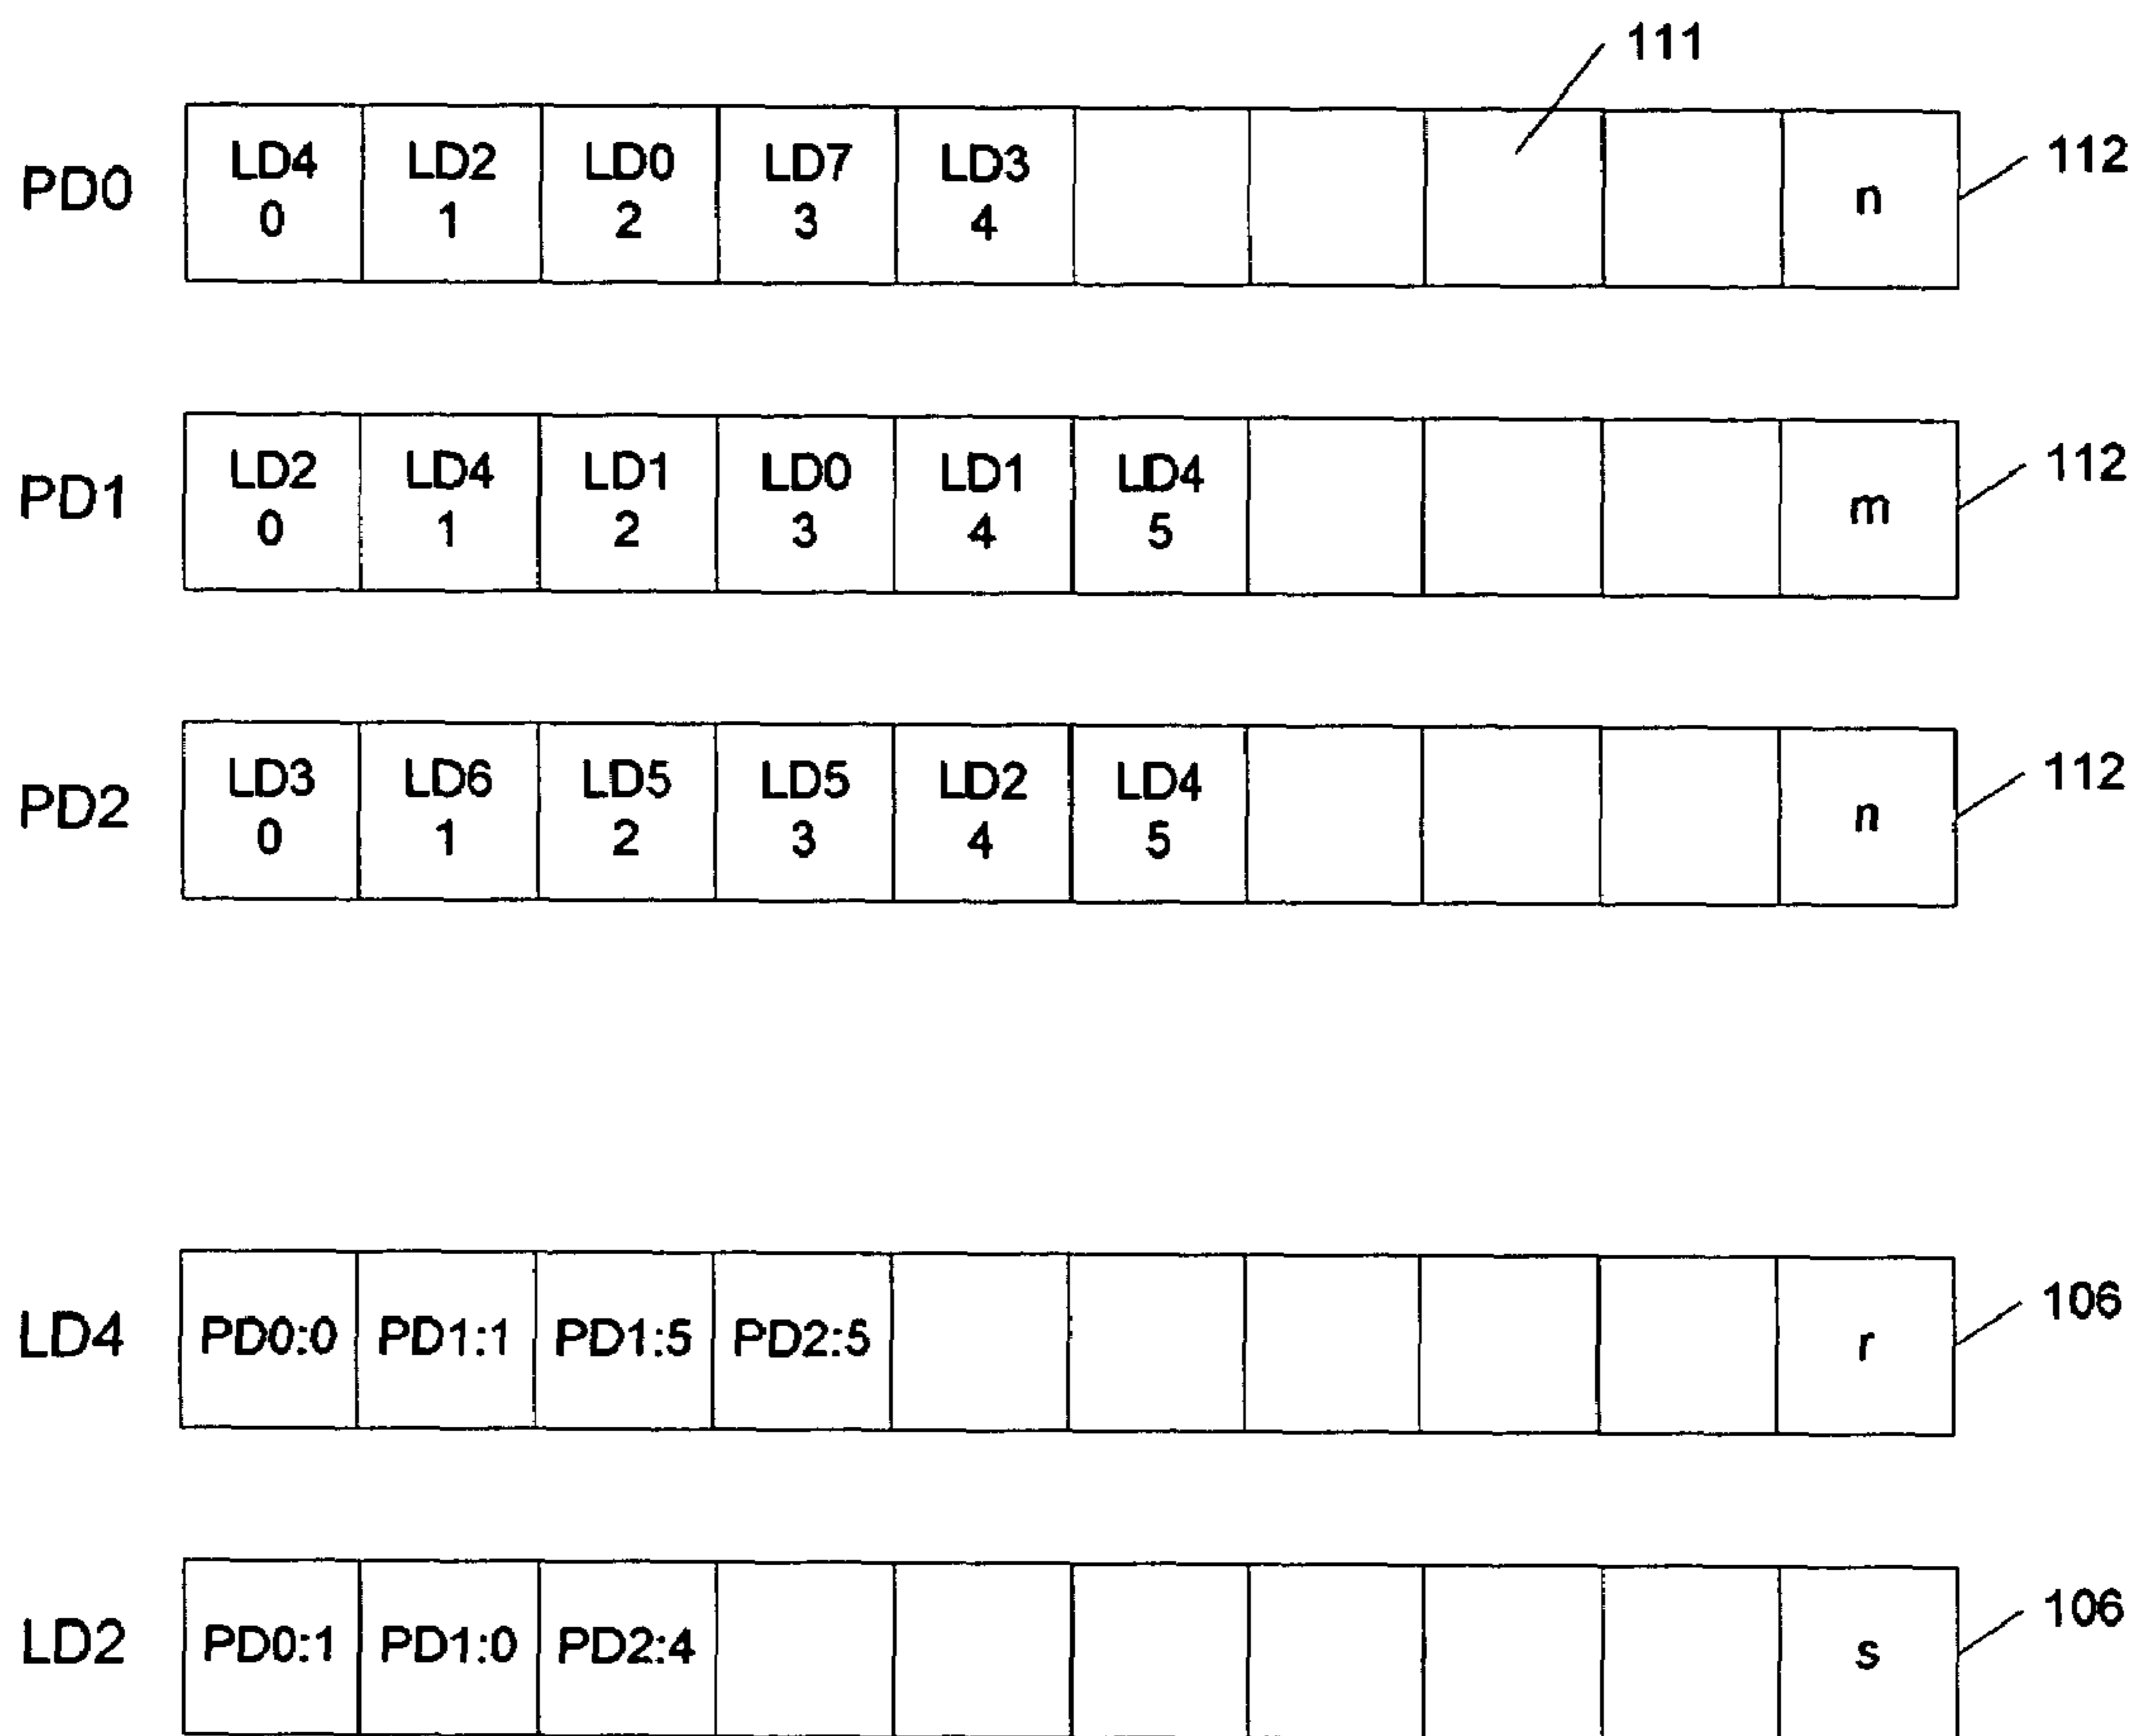 111
PD0 LD4 0 LD2 1 LD0 2 LD7 3 LD3 4 n 112
PD1 LD2 0 LD4 1 LD1 2 LD0 3 LD1 4 LD4 5 m 112
PD2 LD3 0 LD6 1 LD5 2 LD5 3 LD2 4 LD4 5 n 112
LD4 PD0:0 PD1:1 PD1:5 PD2:5 r 106
LD2 PD0:1 PD1:0 PD2:4 s 106